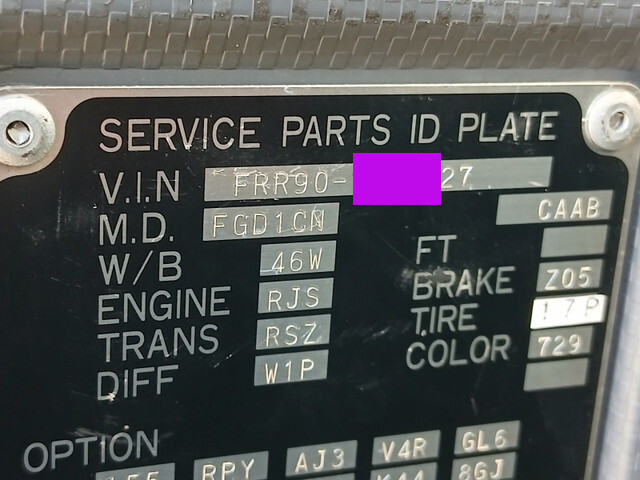 SERVICE PARTS ID PLATE
V.I.N FRR90- 27
M.D. FGD1CN CAAB
W/B 46W FT
ENGINE RJS BRAKE Z05
TRANS RSZ TIRE 17P
DIFF W1P COLOR 729
OPTION
RPY AJ3 V4R GL6
8GJ